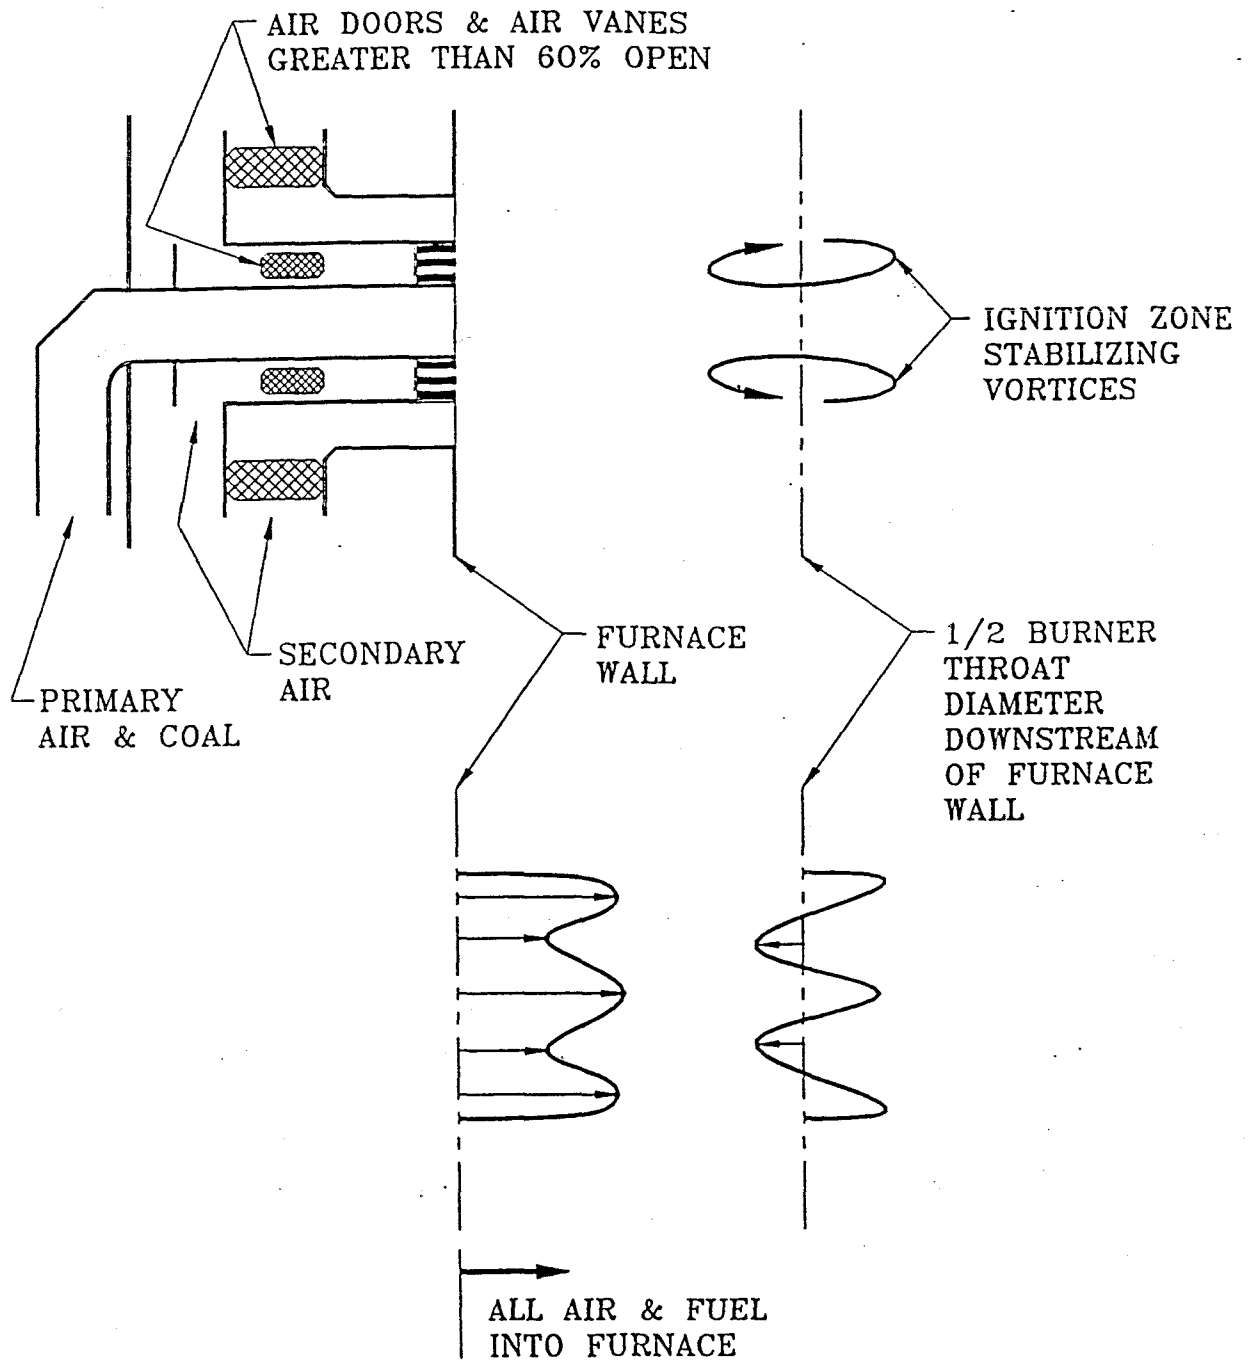 AIR DOORS & AIR VANES
GREATER THAN 60% OPEN
IGNITION ZONE
STABILIZING
VORTICES
SECONDARY
AIR
FURNACE
WALL
1/2 BURNER
THROAT
DIAMETER
DOWNSTREAM
OF FURNACE
WALL
PRIMARY
AIR & COAL
ALL AIR & FUEL
INTO FURNACE